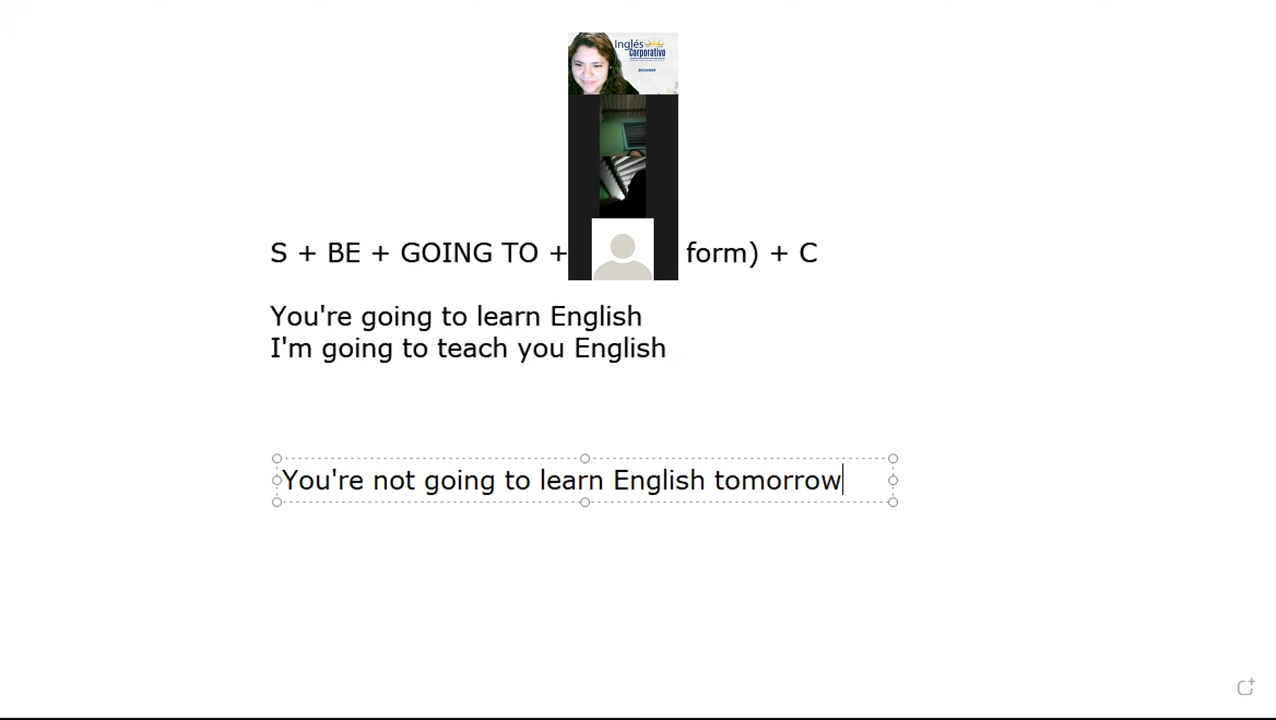 Inglés
Corporativo
BEGINNER
S + BE + GOING TO + form) + C
You're going to learn English
I'm going to teach you English
You're not going to learn English tomorrow